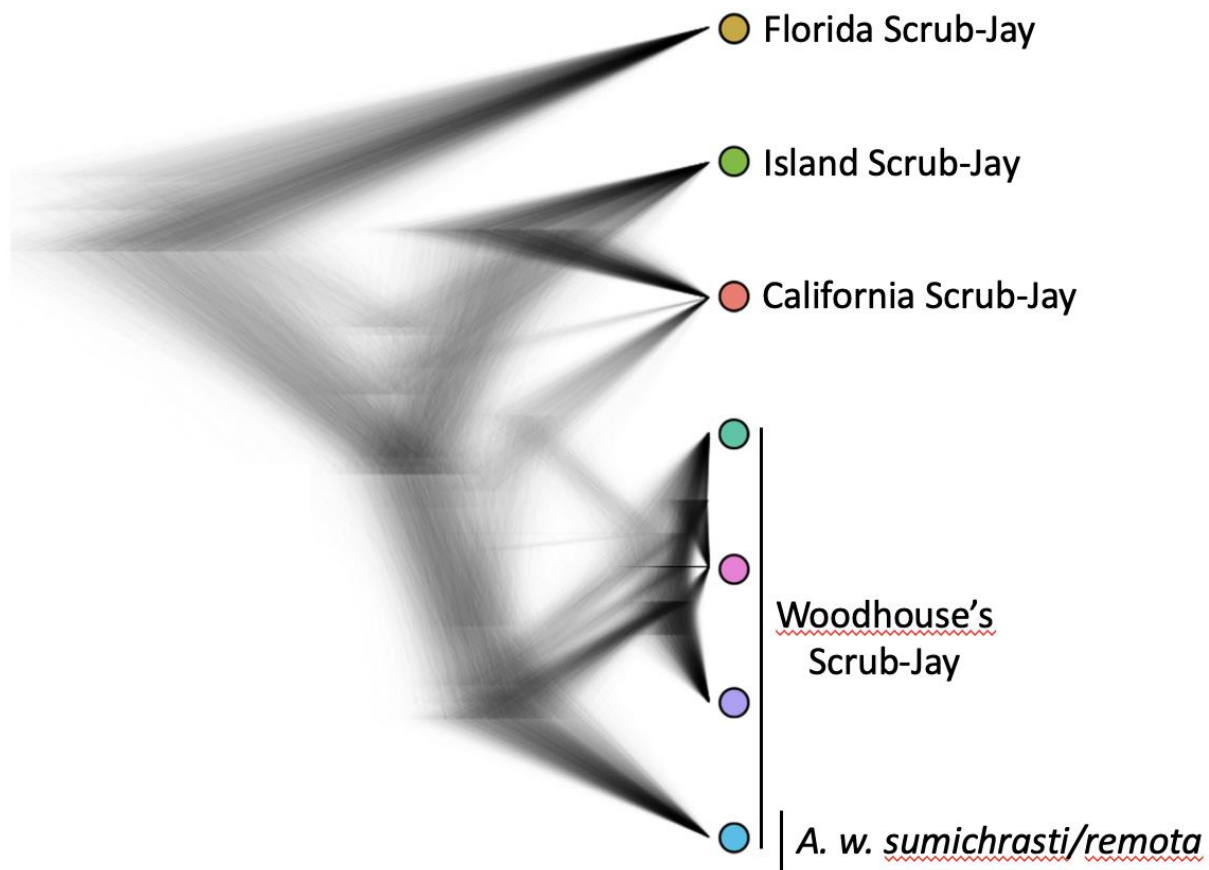 Florida Scrub-Jay
Island Scrub-Jay
California Scrub-Jay
Woodhouse’s
Scrub-Jay
A. w. sumichrasti/remota